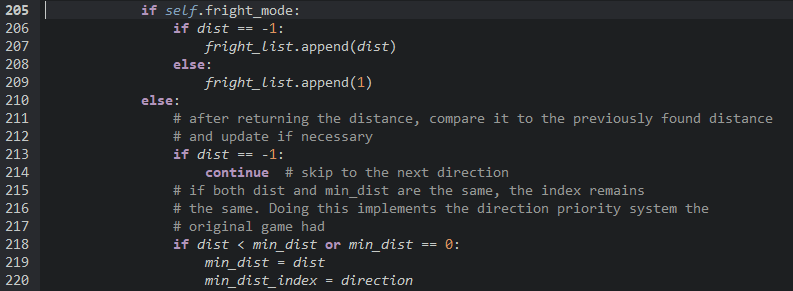 205 if self.fright_mode:
206 if dist == -1:
207 fright_list.append(dist)
208 else:
209 fright_list.append(1)
210 else:
211 # after returning the distance, compare it to the previously found distance
212 # and update if necessary
213 if dist == -1:
214 continue  # skip to the next direction
215 # if both dist and min_dist are the same, the index remains
216 # the same. Doing this implements the direction priority system the
217 # original game had
218 if dist < min_dist or min_dist == 0:
219 min_dist = dist
220 min_dist_index = direction